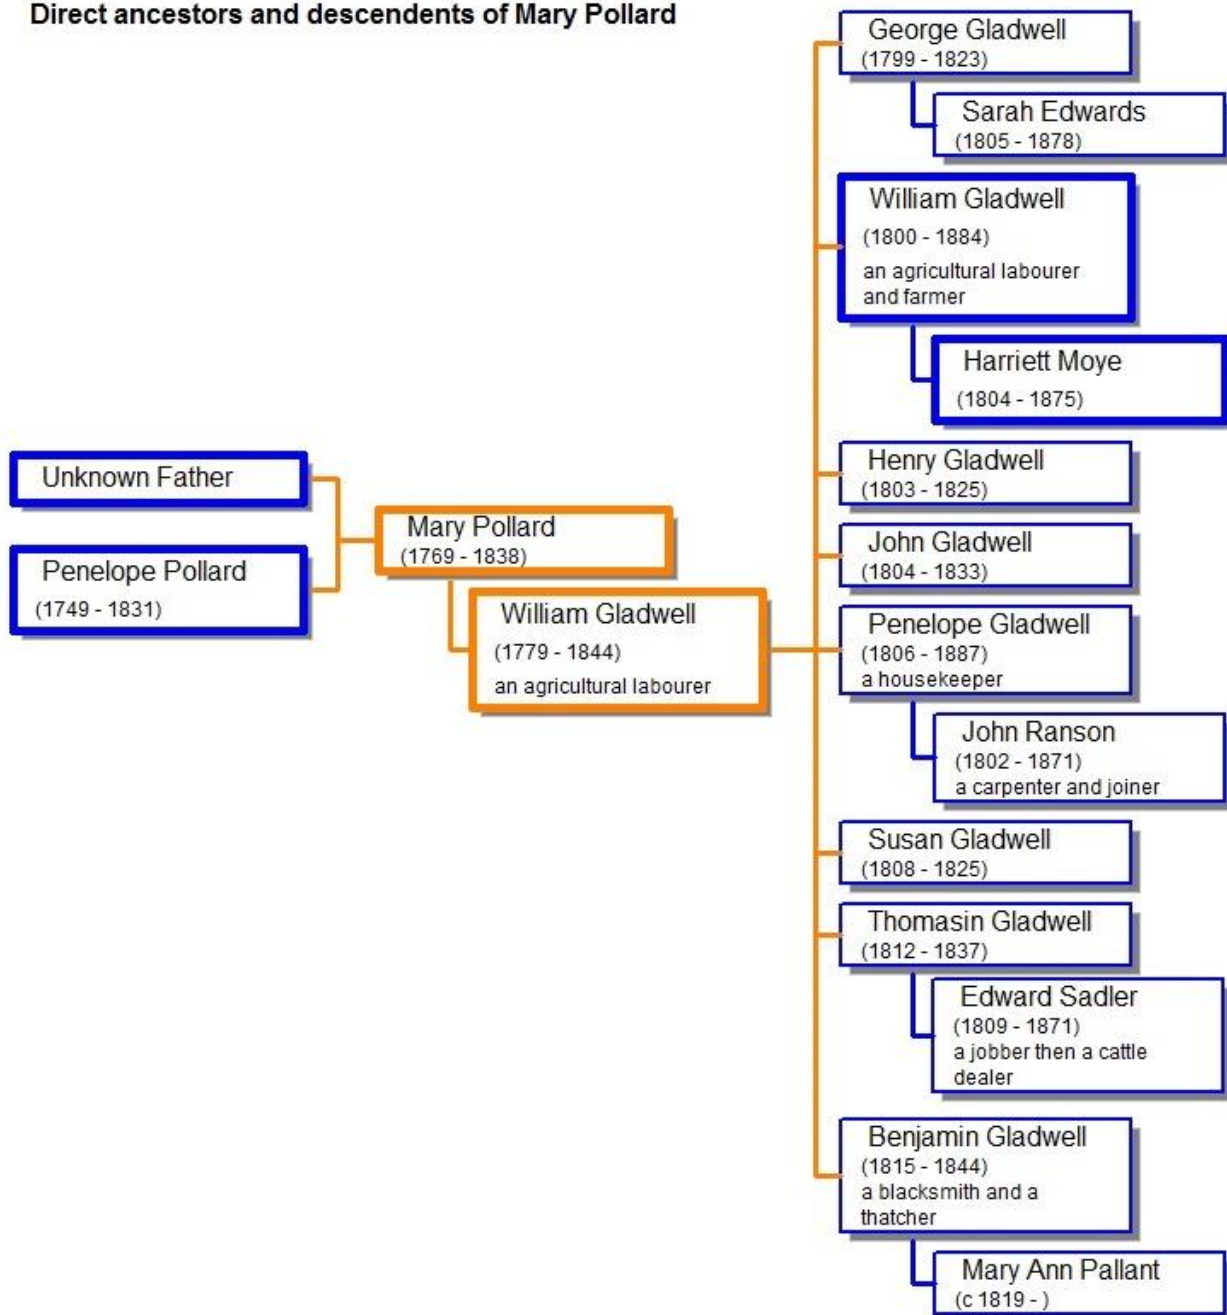 Direct ancestors and descendents of Mary Pollard
Unknown Father
Penelope Pollard
(1749 - 1831)
Mary Pollard
(1769 - 1838)
William Gladwell
(1779 - 1844)
an agricultural labourer
George Gladwell
(1799 - 1823)
Sarah Edwards
(1805 - 1878)
William Gladwell
(1800 - 1884)
an agricultural labourer
and farmer
Harriett Moye
(1804 - 1875)
Henry Gladwell
(1803 - 1825)
John Gladwell
(1804 - 1833)
Penelope Gladwell
(1806 - 1887)
a housekeeper
John Ranson
(1802 - 1871)
a carpenter and joiner
Susan Gladwell
(1808 - 1825)
Thomasin Gladwell
(1812 - 1837)
Edward Sadler
(1809 - 1871)
a jobber then a cattle
dealer
Benjamin Gladwell
(1815 - 1844)
a blacksmith and a
thatcher
Mary Ann Pallant
(c 1819 - )